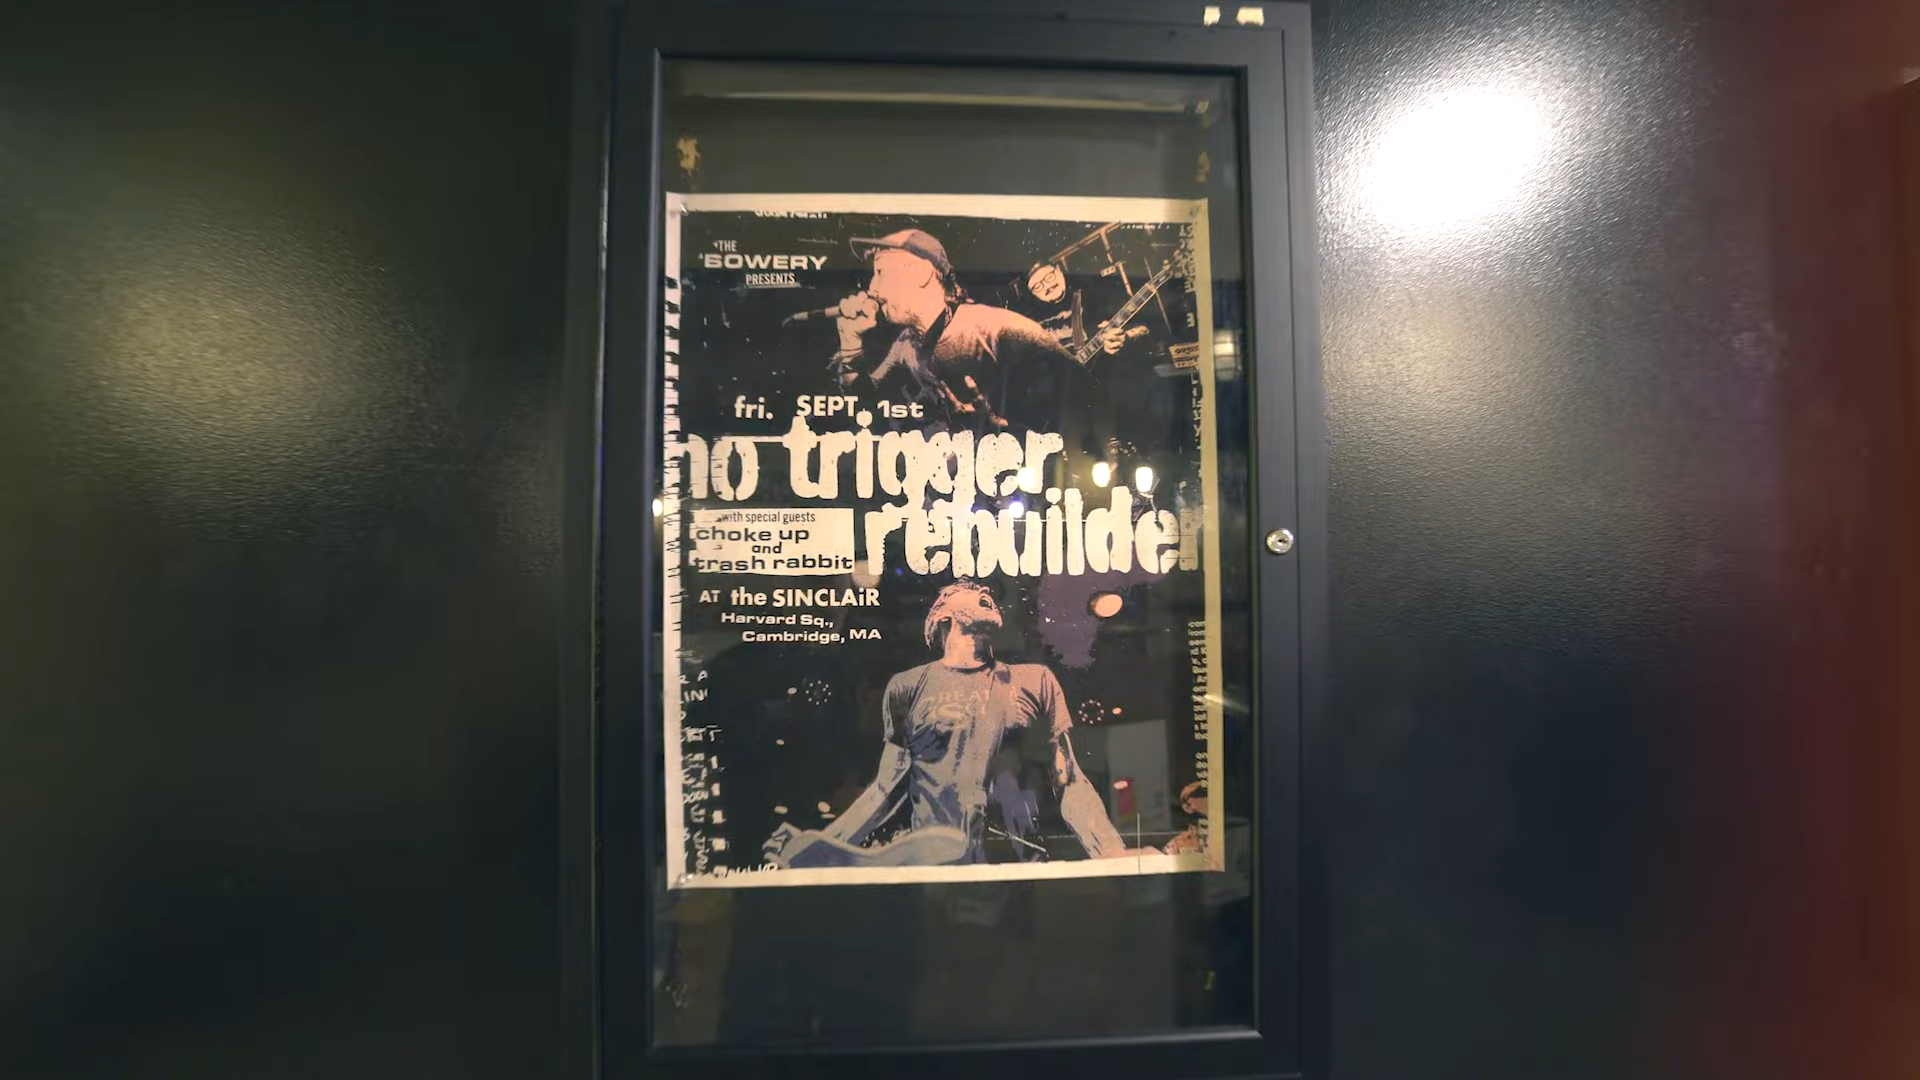 THE
BOWERY
PRESENTS
fri. SEPT. 1st
no trigger
rebuilder
with special guests
choke up
and
trash rabbit
AT the SINCLAiR
Harvard Sq.,
Cambridge, MA